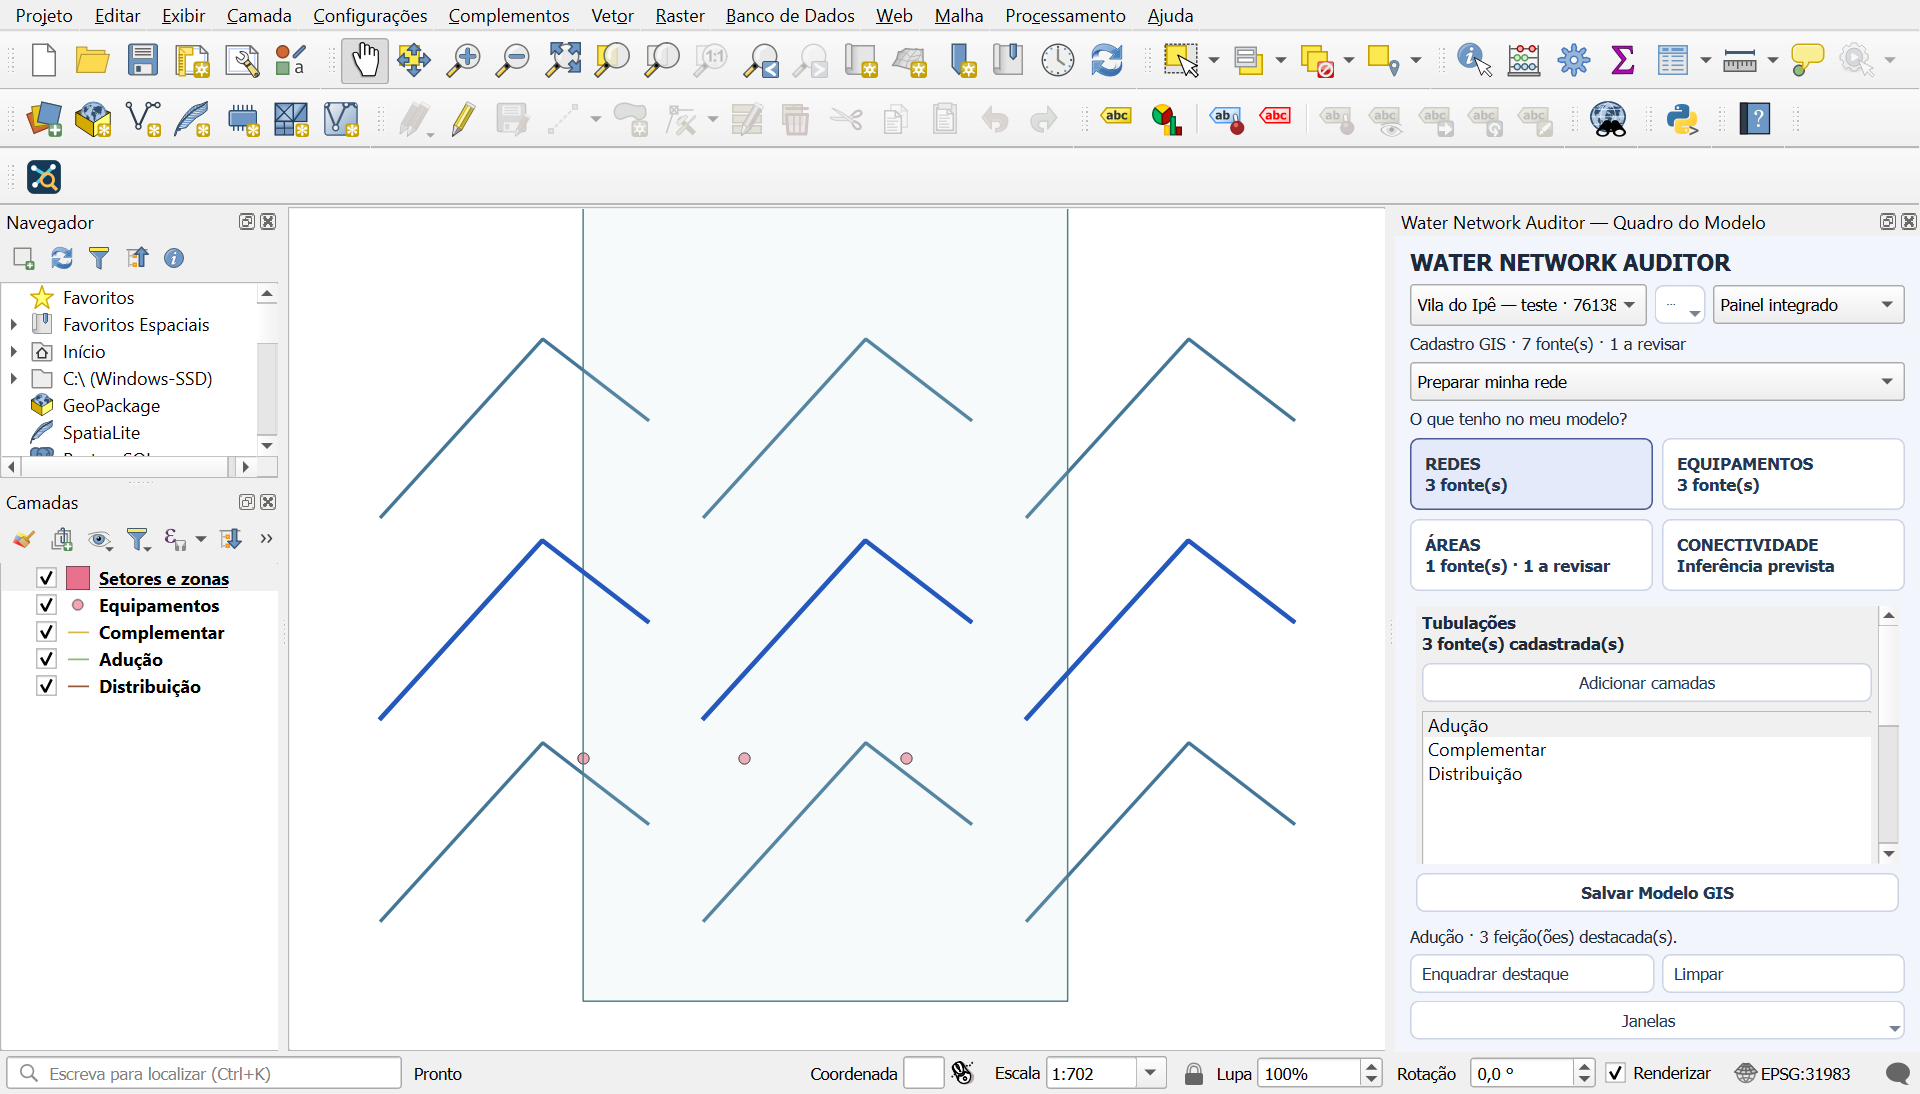 Projeto Editar Exibir Camada Configurações Complementos Vetor Raster Banco de Dados Web Malha Processamento Ajuda
Navegador
Favoritos
Favoritos Espaciais
Início
C:\ (Windows-SSD)
GeoPackage
SpatiaLite
Camadas
Setores e zonas
Equipamentos
Complementar
Adução
Distribuição
Water Network Auditor — Quadro do Modelo
WATER NETWORK AUDITOR
Vila do Ipê — teste · 76138
...
Painel integrado
Cadastro GIS · 7 fonte(s) · 1 a revisar
Preparar minha rede
O que tenho no meu modelo?
REDES
3 fonte(s)
EQUIPAMENTOS
3 fonte(s)
ÁREAS
1 fonte(s) · 1 a revisar
CONECTIVIDADE
Inferência prevista
Tubulações
3 fonte(s) cadastrada(s)
Adicionar camadas
Adução
Complementar
Distribuição
Salvar Modelo GIS
Adução · 3 feição(ões) destacada(s).
Enquadrar destaque
Limpar
Janelas
Escreva para localizar (Ctrl+K)
Pronto
Coordenada
Escala 1:702
Lupa 100%
Rotação 0,0 °
Renderizar
EPSG:31983